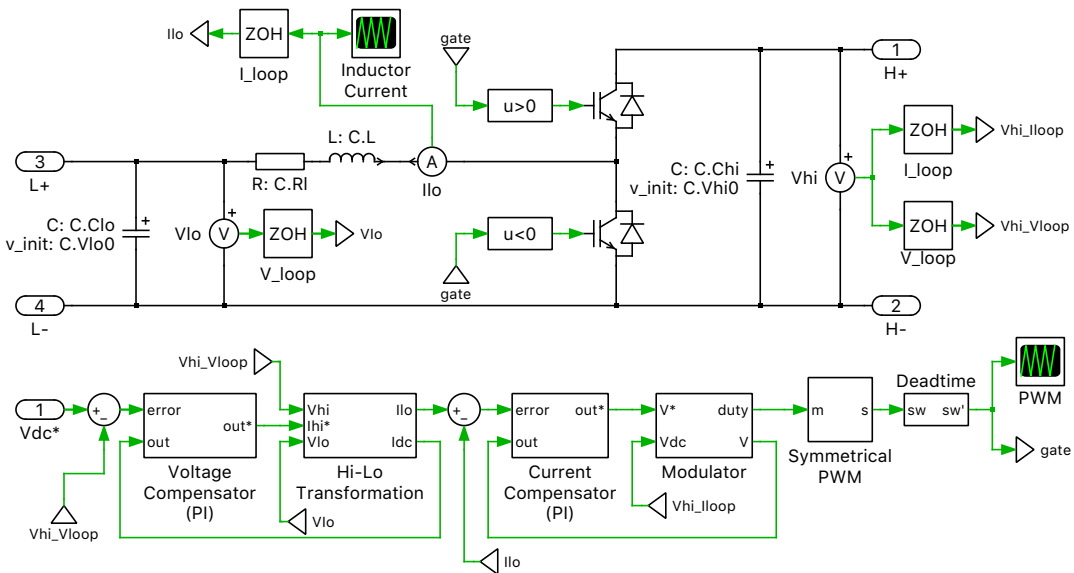 Ilo
ZOH
I_loop
Inductor
Current
gate
u>0
1
H+
L: C.L
A
Ilo
3
L+
R: C.Rl
C: C.Clo
v_init: C.Vlo0
+
Vlo
+
V
ZOH
V_loop
Vlo
u<0
gate
C: C.Chi
v_init: C.Vhi0
+
Vhi
+
V
ZOH
I_loop
Vhi_Iloop
ZOH
V_loop
Vhi_Vloop
4
L-
2
H-
Vhi_Vloop
1
Vdc*
+
-
error
out
out*
Voltage
Compensator
(PI)
Vhi_Vloop
Vhi
Ihi*
Vlo
Ilo
Idc
Hi-Lo
Transformation
Vlo
+
-
Ilo
error
out
out*
Current
Compensator
(PI)
V*
Vdc
duty
V
Modulator
Vhi_Iloop
m
s
Symmetrical
PWM
Deadtime
sw
sw'
PWM
gate